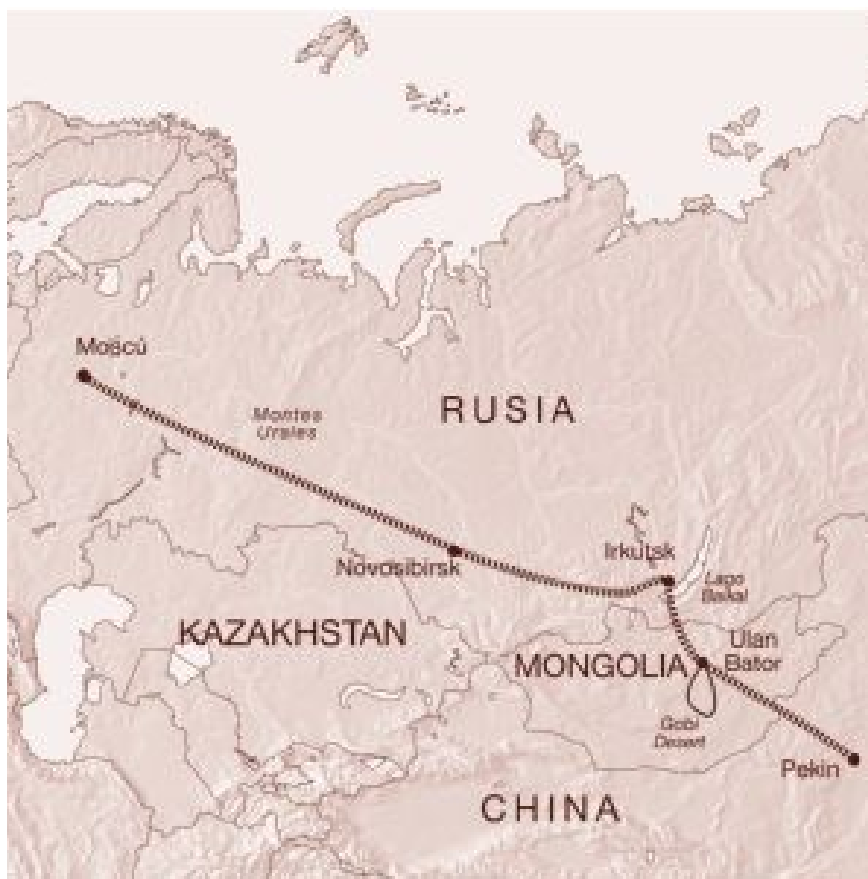 Moscú
Montes
Urales
RUSIA
Irkutsk
Novosibirsk
Lago
Baikal
KAZAKHSTAN
Ulan
Bator
MONGOLIA
Gobi
Desert
Pekin
CHINA